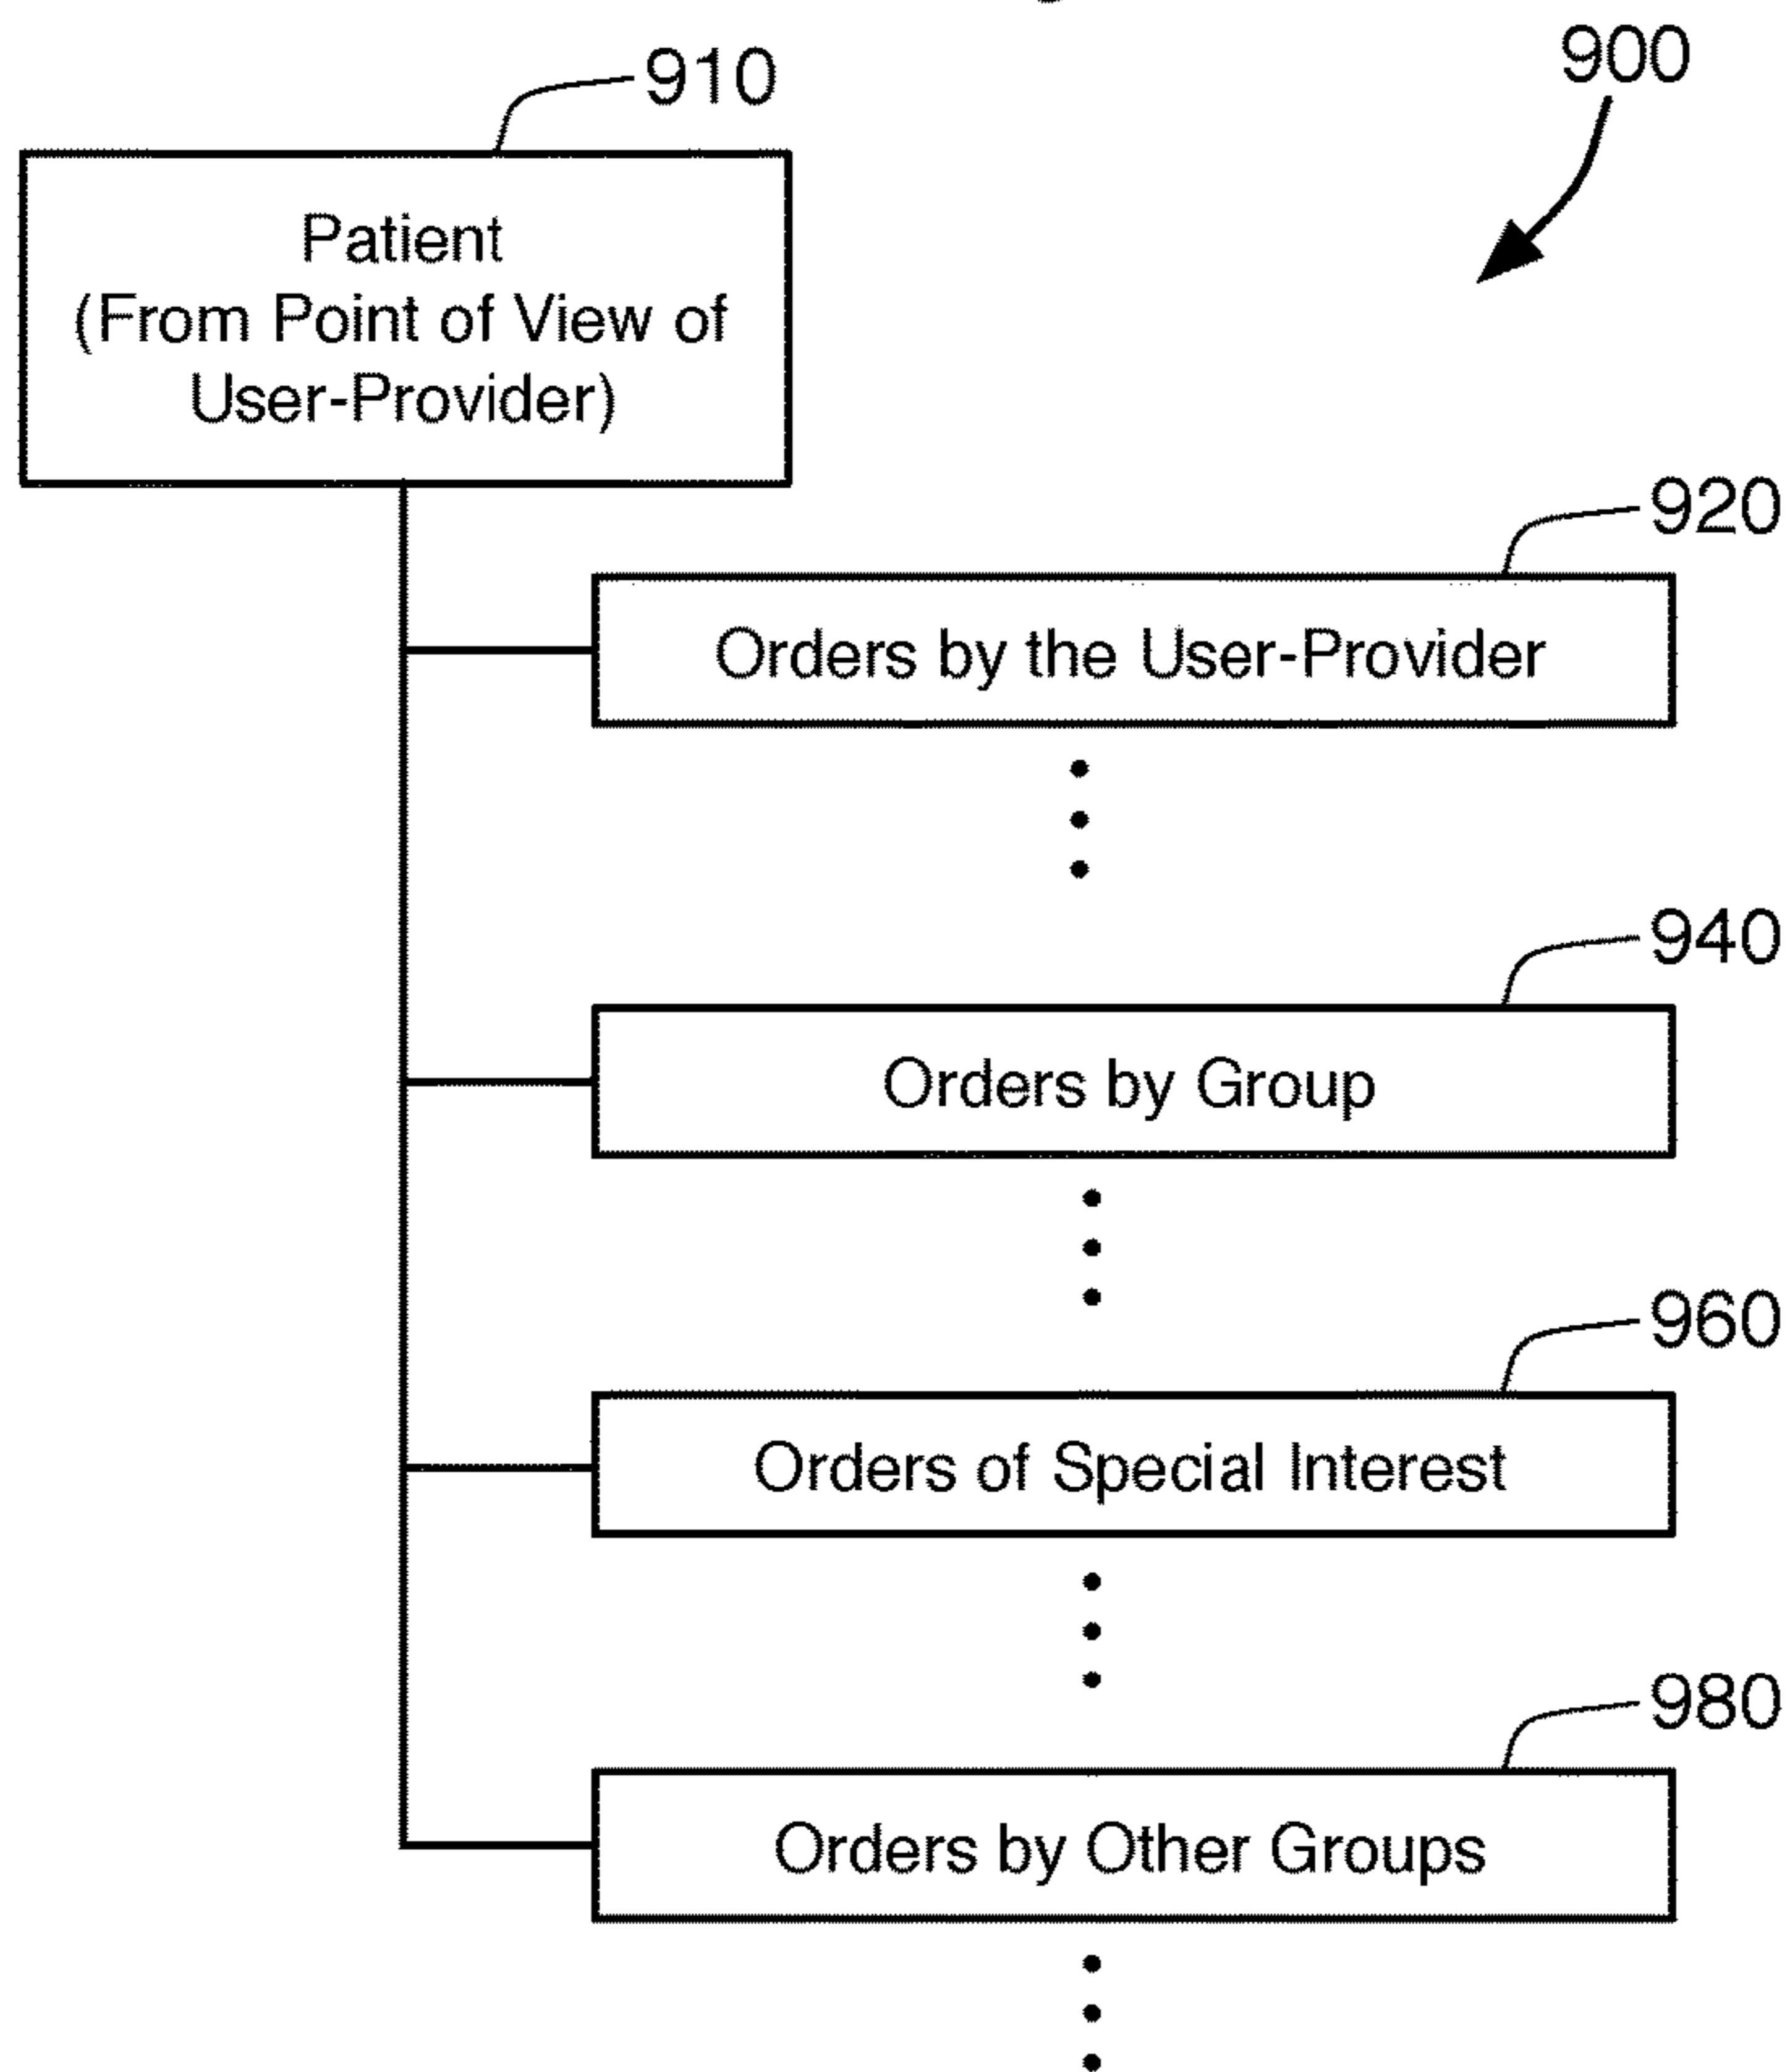 900
910
Patient
(From Point of View of
User-Provider)
920
Orders by the User-Provider
940
Orders by Group
960
Orders of Special Interest
980
Orders by Other Groups